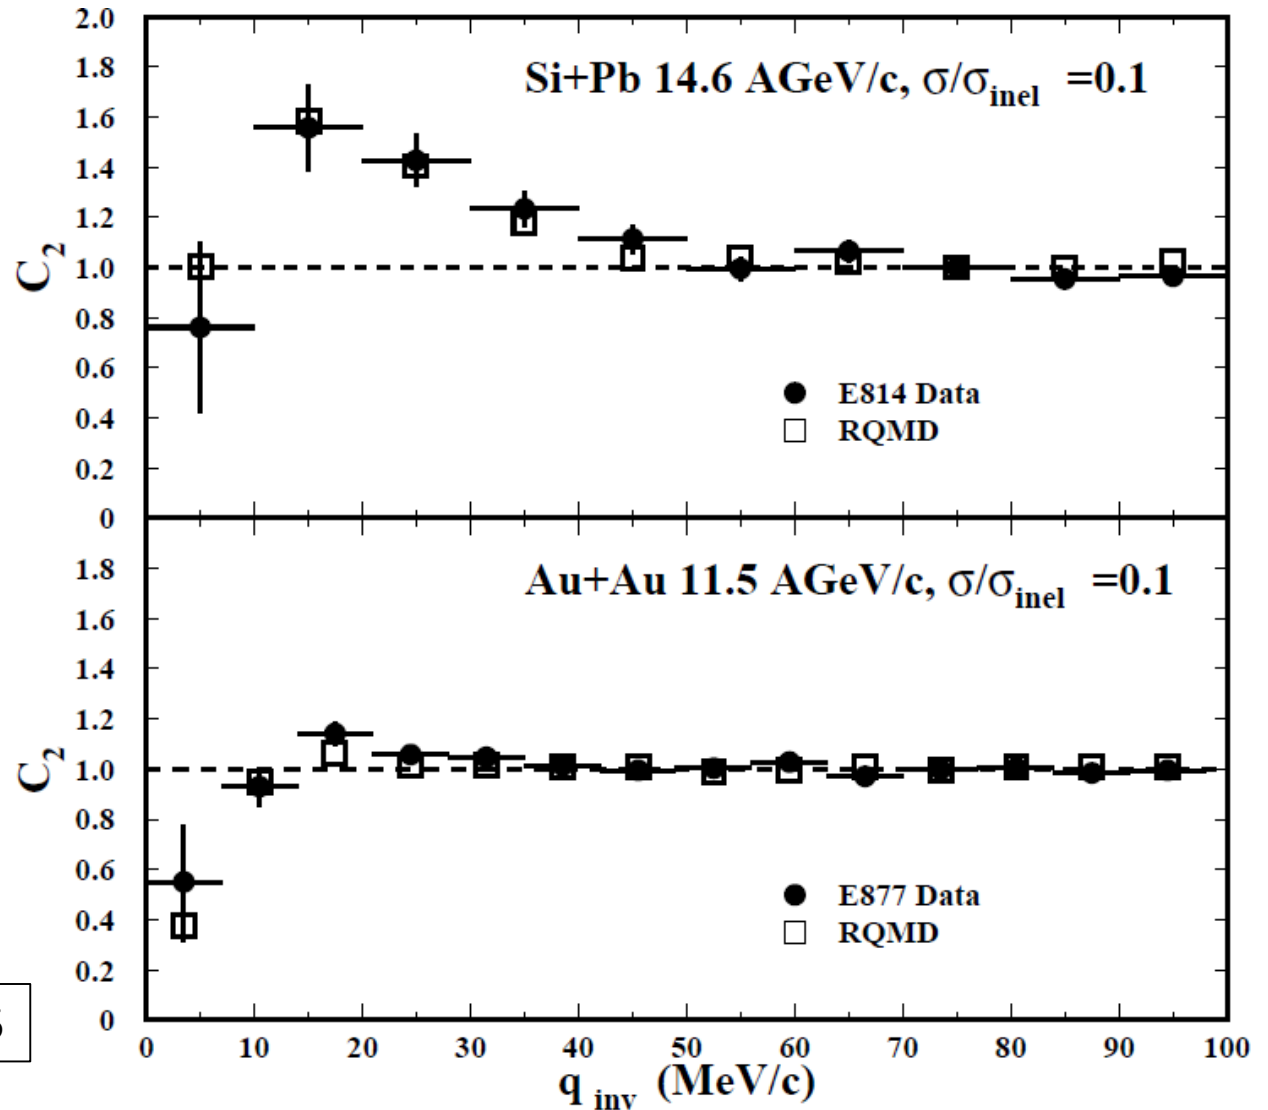 2.0
1.8
1.6
1.4
1.2
1.0
0.8
0.6
0.4
0.2
0
C2
Si+Pb 14.6 AGeV/c, σ/σinel =0.1
E814 Data
RQMD
1.8
1.6
1.4
1.2
1.0
0.8
0.6
0.4
0.2
0
C2
Au+Au 11.5 AGeV/c, σ/σinel =0.1
E877 Data
RQMD
0 10 20 30 40 50 60 70 80 90 100
q inv (MeV/c)